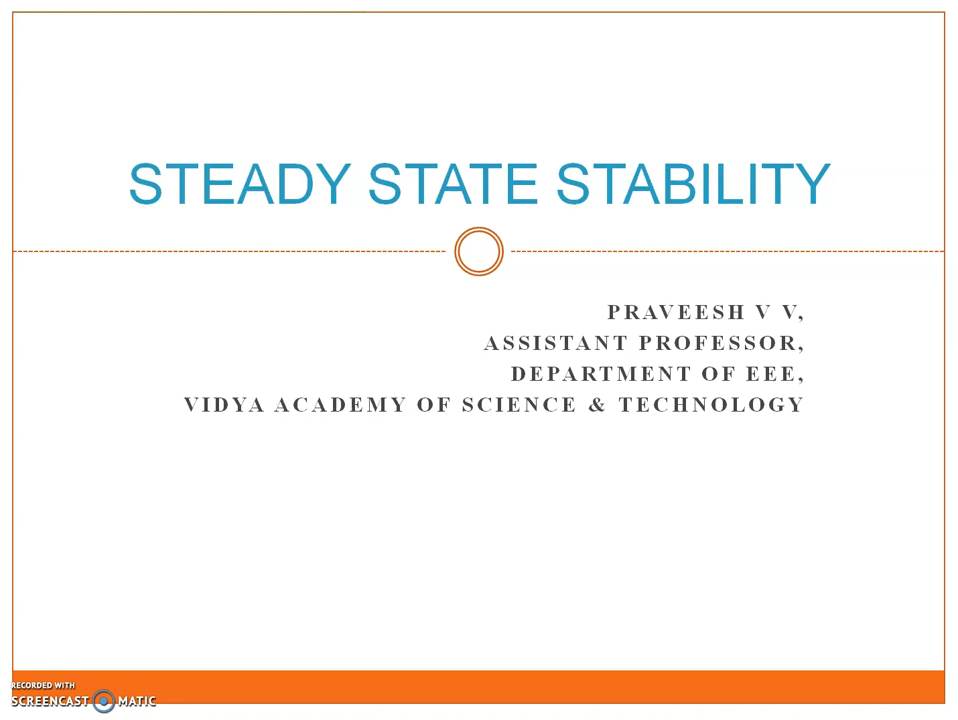 STEADY STATE STABILITY
PRAVEESH V V,
ASSISTANT PROFESSOR,
DEPARTMENT OF EEE,
VIDYA ACADEMY OF SCIENCE & TECHNOLOGY
RECORDED WITH
SCREENCAST MATIC